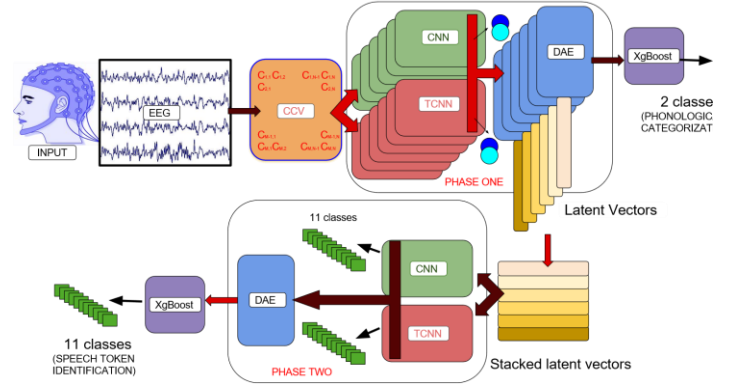 CNN
DAE
XgBoost
EEG
CCV
INPUT
TCNN
2 classe
(PHONOLOGIC
CATEGORIZAT
PHASE ONE
Latent Vectors
11 classes
CNN
DAE
XgBoost
TCNN
11 classes
(SPEECH TOKEN
IDENTIFICATION)
PHASE TWO
Stacked latent vectors